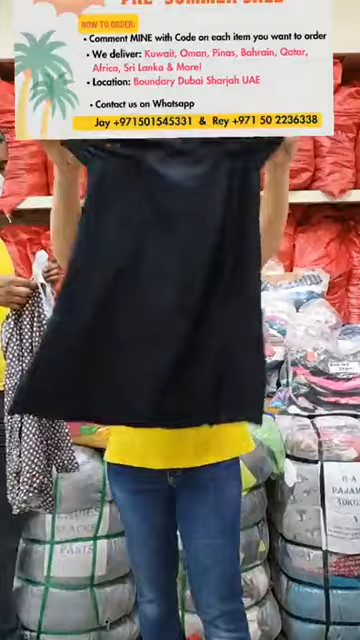 PRE-SUMMER SALE
NOW TO ORDER:
• Comment MINE with Code on each item you want to order
• We deliver: Kuwait, Oman, Pinas, Bahrain, Qatar,
Africa, Sri Lanka & More!
• Location: Boundary Dubai Sharjah UAE
• Contact us on Whatsapp
Jay +971501545331 & Rey +971 50 2236338
PANTS